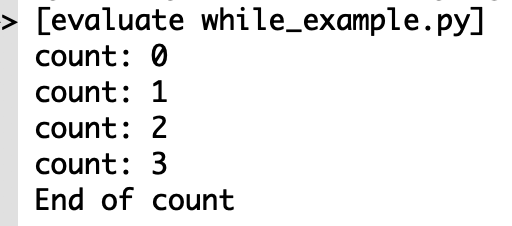 > [evaluate while_example.py]
count: 0
count: 1
count: 2
count: 3
End of count